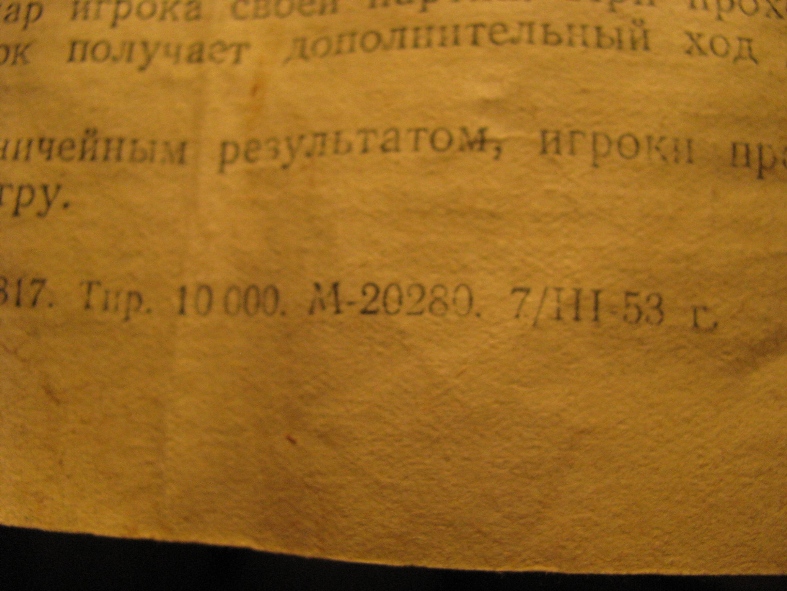 ар игрока своей
ок получает дополнительный ход
ничейным результатом, игроки
гру.
317. Тир. 10 000. М-20280. 7/III-53 г.